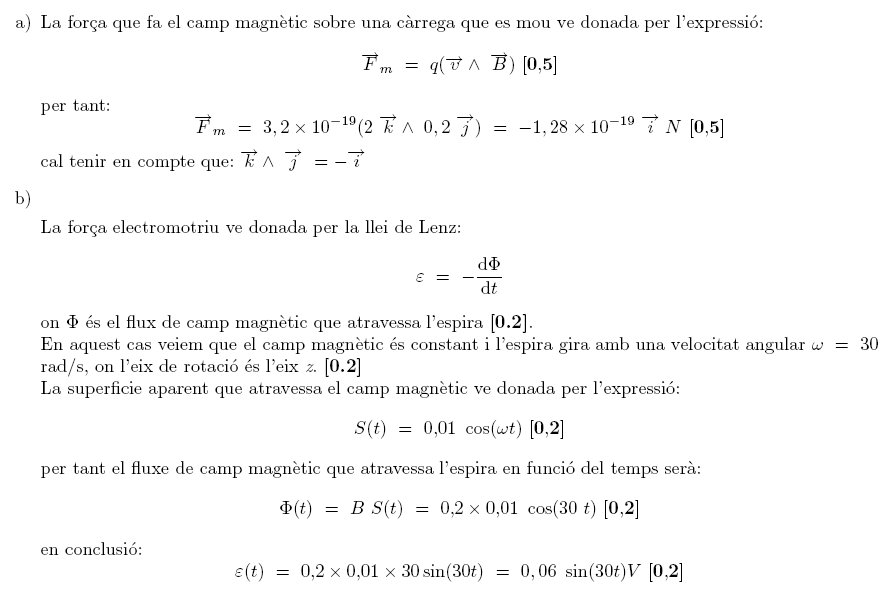 a) La força que fa el camp magnètic sobre una càrrega que es mou ve donada per l'expressió:
$\overrightarrow{F}_m = q(\overrightarrow{v} \wedge \overrightarrow{B})$ [0,5]
per tant:
$\overrightarrow{F}_m = 3,2 \times 10^{-19}(2 \overrightarrow{k} \wedge 0,2 \overrightarrow{j}) = -1,28 \times 10^{-19} \overrightarrow{i} N$ [0,5]
cal tenir en compte que: $\overrightarrow{k} \wedge \overrightarrow{j} = -\overrightarrow{i}$
b)
La força electromotriu ve donada per la llei de Lenz:
$\varepsilon = -\frac{d\Phi}{dt}$
on Φ és el flux de camp magnètic que atravessa l'espira [0.2].
En aquest cas veiem que el camp magnètic és constant i l'espira gira amb una velocitat angular ω = 30
rad/s, on l'eix de rotació és l'eix z. [0.2]
La superficie aparent que atravessa el camp magnètic ve donada per l'expressió:
$S(t) = 0,01 \cos(\omega t)$ [0,2]
per tant el fluxe de camp magnètic que atravessa l'espira en funció del temps serà:
$\Phi(t) = B S(t) = 0,2 \times 0,01 \cos(30 t)$ [0,2]
en conclusió:
$\varepsilon(t) = 0,2 \times 0,01 \times 30 \sin(30t) = 0,06 \sin(30t)V$ [0,2]